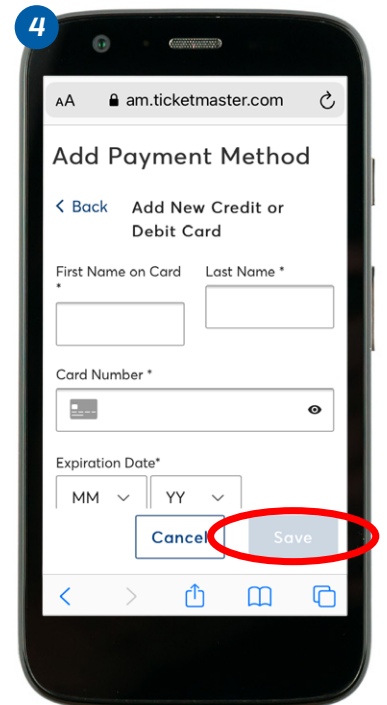 4
AA am.ticketmaster.com
Add Payment Method
Back Add New Credit or
Debit Card
First Name on Card Last Name *
*
Card Number *
Expiration Date*
MM YY
Cancel Save